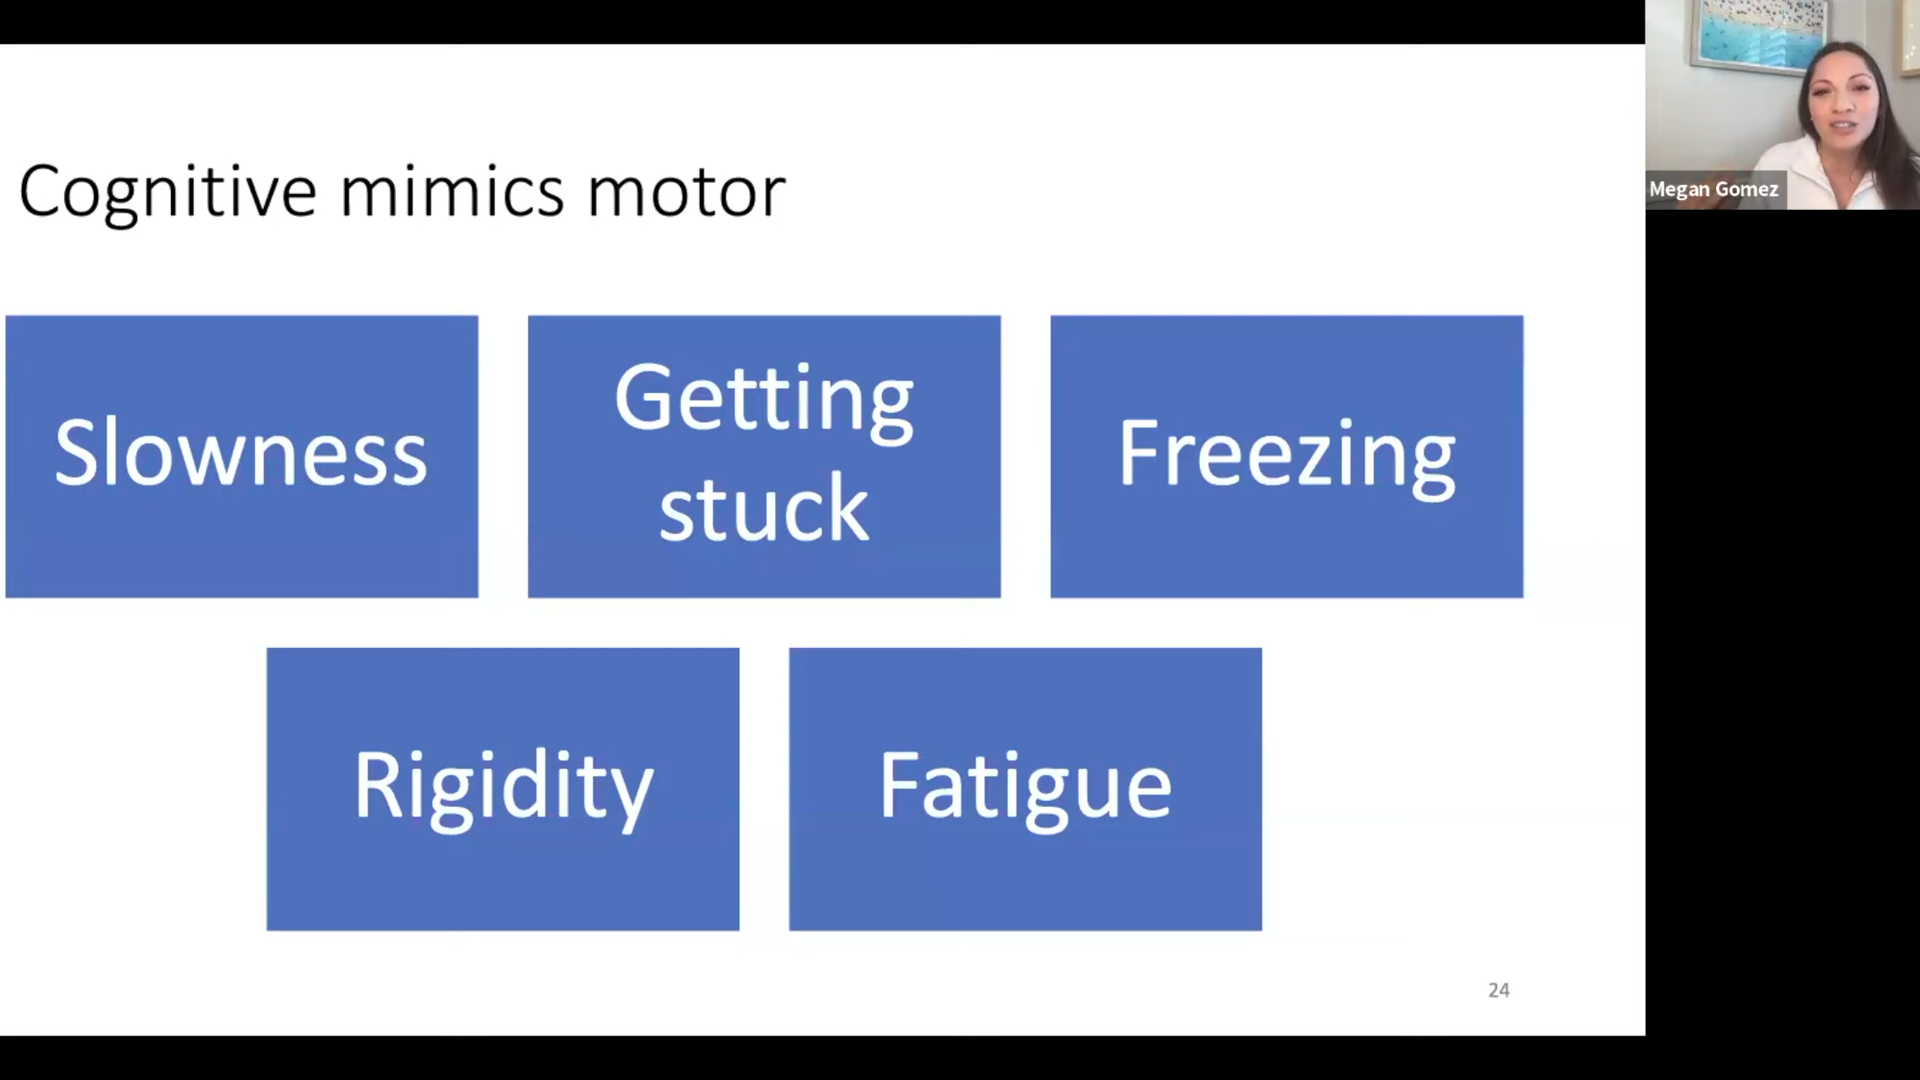 Cognitive mimics motor
Megan Gomez
Slowness
Getting
stuck
Freezing
Rigidity
Fatigue
24